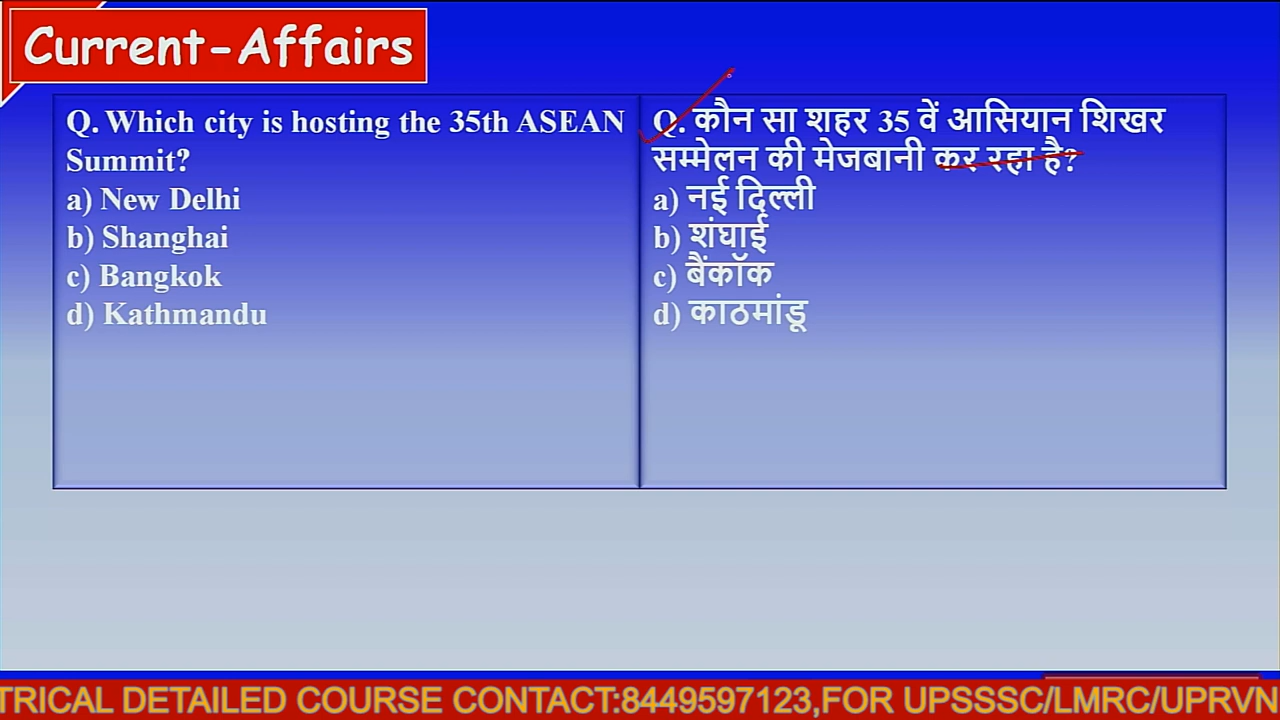 Current-Affairs
Q. Which city is hosting the 35th ASEAN
Summit?
a) New Delhi
b) Shanghai
c) Bangkok
d) Kathmandu
Q. कौन सा शहर 35 वें आसियान शिखर
सम्मेलन की मेजबानी कर रहा है?
a) नई दिल्ली
b) शंघाई
c) बैंकॉक
d) काठमांडू
TRICAL DETAILED COURSE CONTACT:8449597123,FOR UPSSSC/LMRC/UPRVN